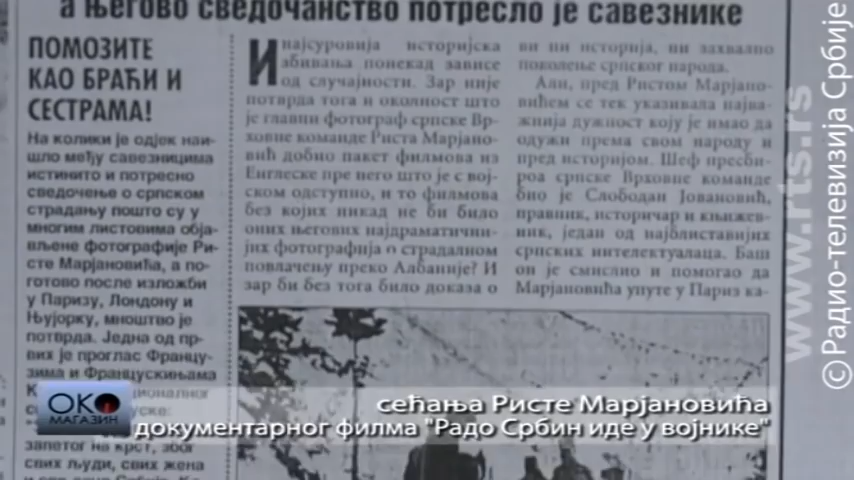 а његово сведочанство потресло је савезнике
ПОМОЗИТЕ
КАО БРАЋИ И
СЕСТРАМА!
На колики је одјек наи-
шло међу савезницима
истинито и потресно
сведочење о српском
страдању пошто су у
многим листовима обја-
вљене фотографије Ри-
сте Марјановића, а по-
готово после изложби
у Паризу, Лондону и
Њујорку, мноштво је
потврда. Једна од пр-
вих је проглас Францу-
зима и Францускињама
запетог на крст, због
свих људи, свих жена
И најсуровија историјска
збивања понекад зависе
од случајности. Зар није
потврда тога и околност што
је главни фотограф српске Вр-
ховне команде Риста Марјано-
вић добио пакет филмова из
Енглеске пре него што је с вој-
ском одступио, и то филмова
без којих никад не би било
оних његових најдраматични-
јих фотографија о страдалном
повлачењу преко Албаније? И
зар би без тога било доказа о
ви ни историја, ни захвално
поколење српског народа.
Али, пред Ристом Марјано-
вићем се тек указивала најва-
жнија дужност коју је имао да
одужи према свом народу и
пред историјом. Шеф пресби-
роа српске Врховне команде
био је Слободан Јовановић,
правник, историчар и књижев-
ник, један од најблиставијих
српских интелектуалаца. Баш
он је смислио и помогао да
Марјановића упуте у Париз ка-
ОКО
МАГАЗИН
сећања Ристе Марјановића
документарног филма "Радо Србин иде у војнике"
www.rts.rs
© Радио-телевизија Србије